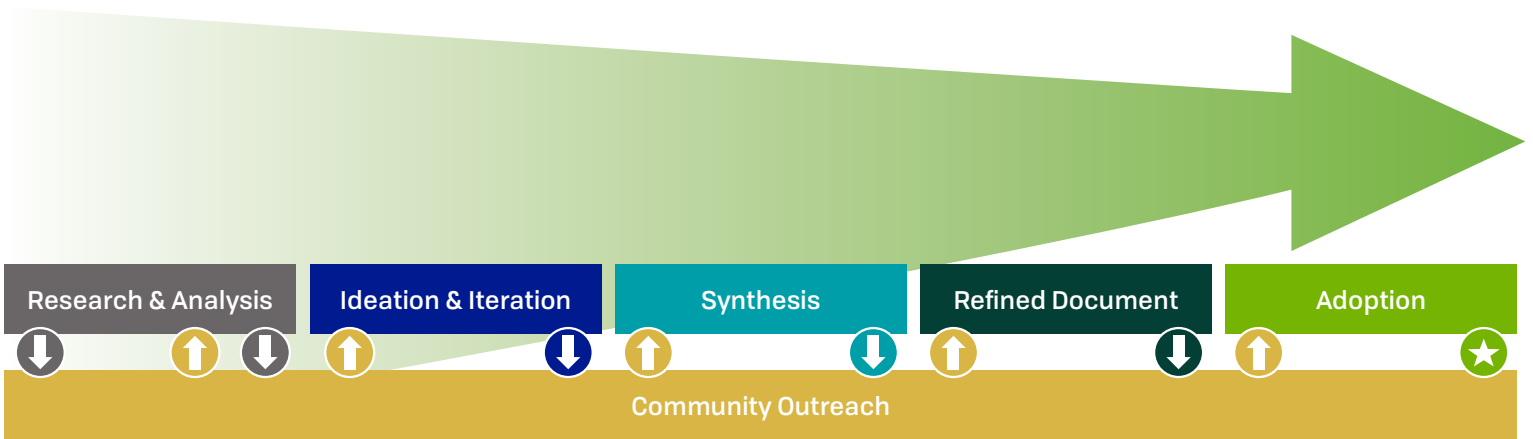 Research & Analysis
Ideation & Iteration
Synthesis
Refined Document
Adoption
Community Outreach